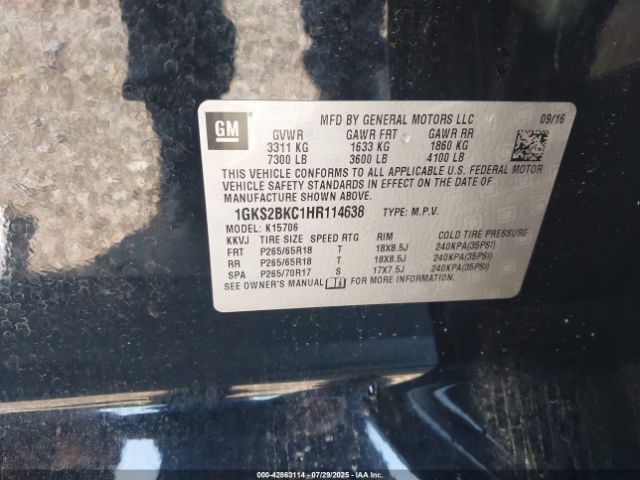 GM
MFD BY GENERAL MOTORS LLC 09/16
GVWR GAWR FRT GAWR RR
3311 KG 1633 KG 1860 KG
7300 LB 3600 LB 4100 LB
THIS VEHICLE CONFORMS TO ALL APPLICABLE U.S. FEDERAL MOTOR
VEHICLE SAFETY STANDARDS IN EFFECT ON THE DATE OF
MANUFACTURE SHOWN ABOVE.
1GKS2BKC1HR114638 TYPE: M.P.V.
MODEL: K15706
KKVJ TIRE SIZE SPEED RTG RIM COLD TIRE PRESSURE
FRT P265/65R18 T 18X8.5J 240KPA(35PSI)
RR P265/65R18 T 18X8.5J 240KPA(35PSI)
SPA P265/70R17 S 17X7.5J 240KPA(35PSI)
SEE OWNER'S MANUAL FOR MORE INFORMATION.
000-42863114 - 07/29/2025 - IAA Inc.